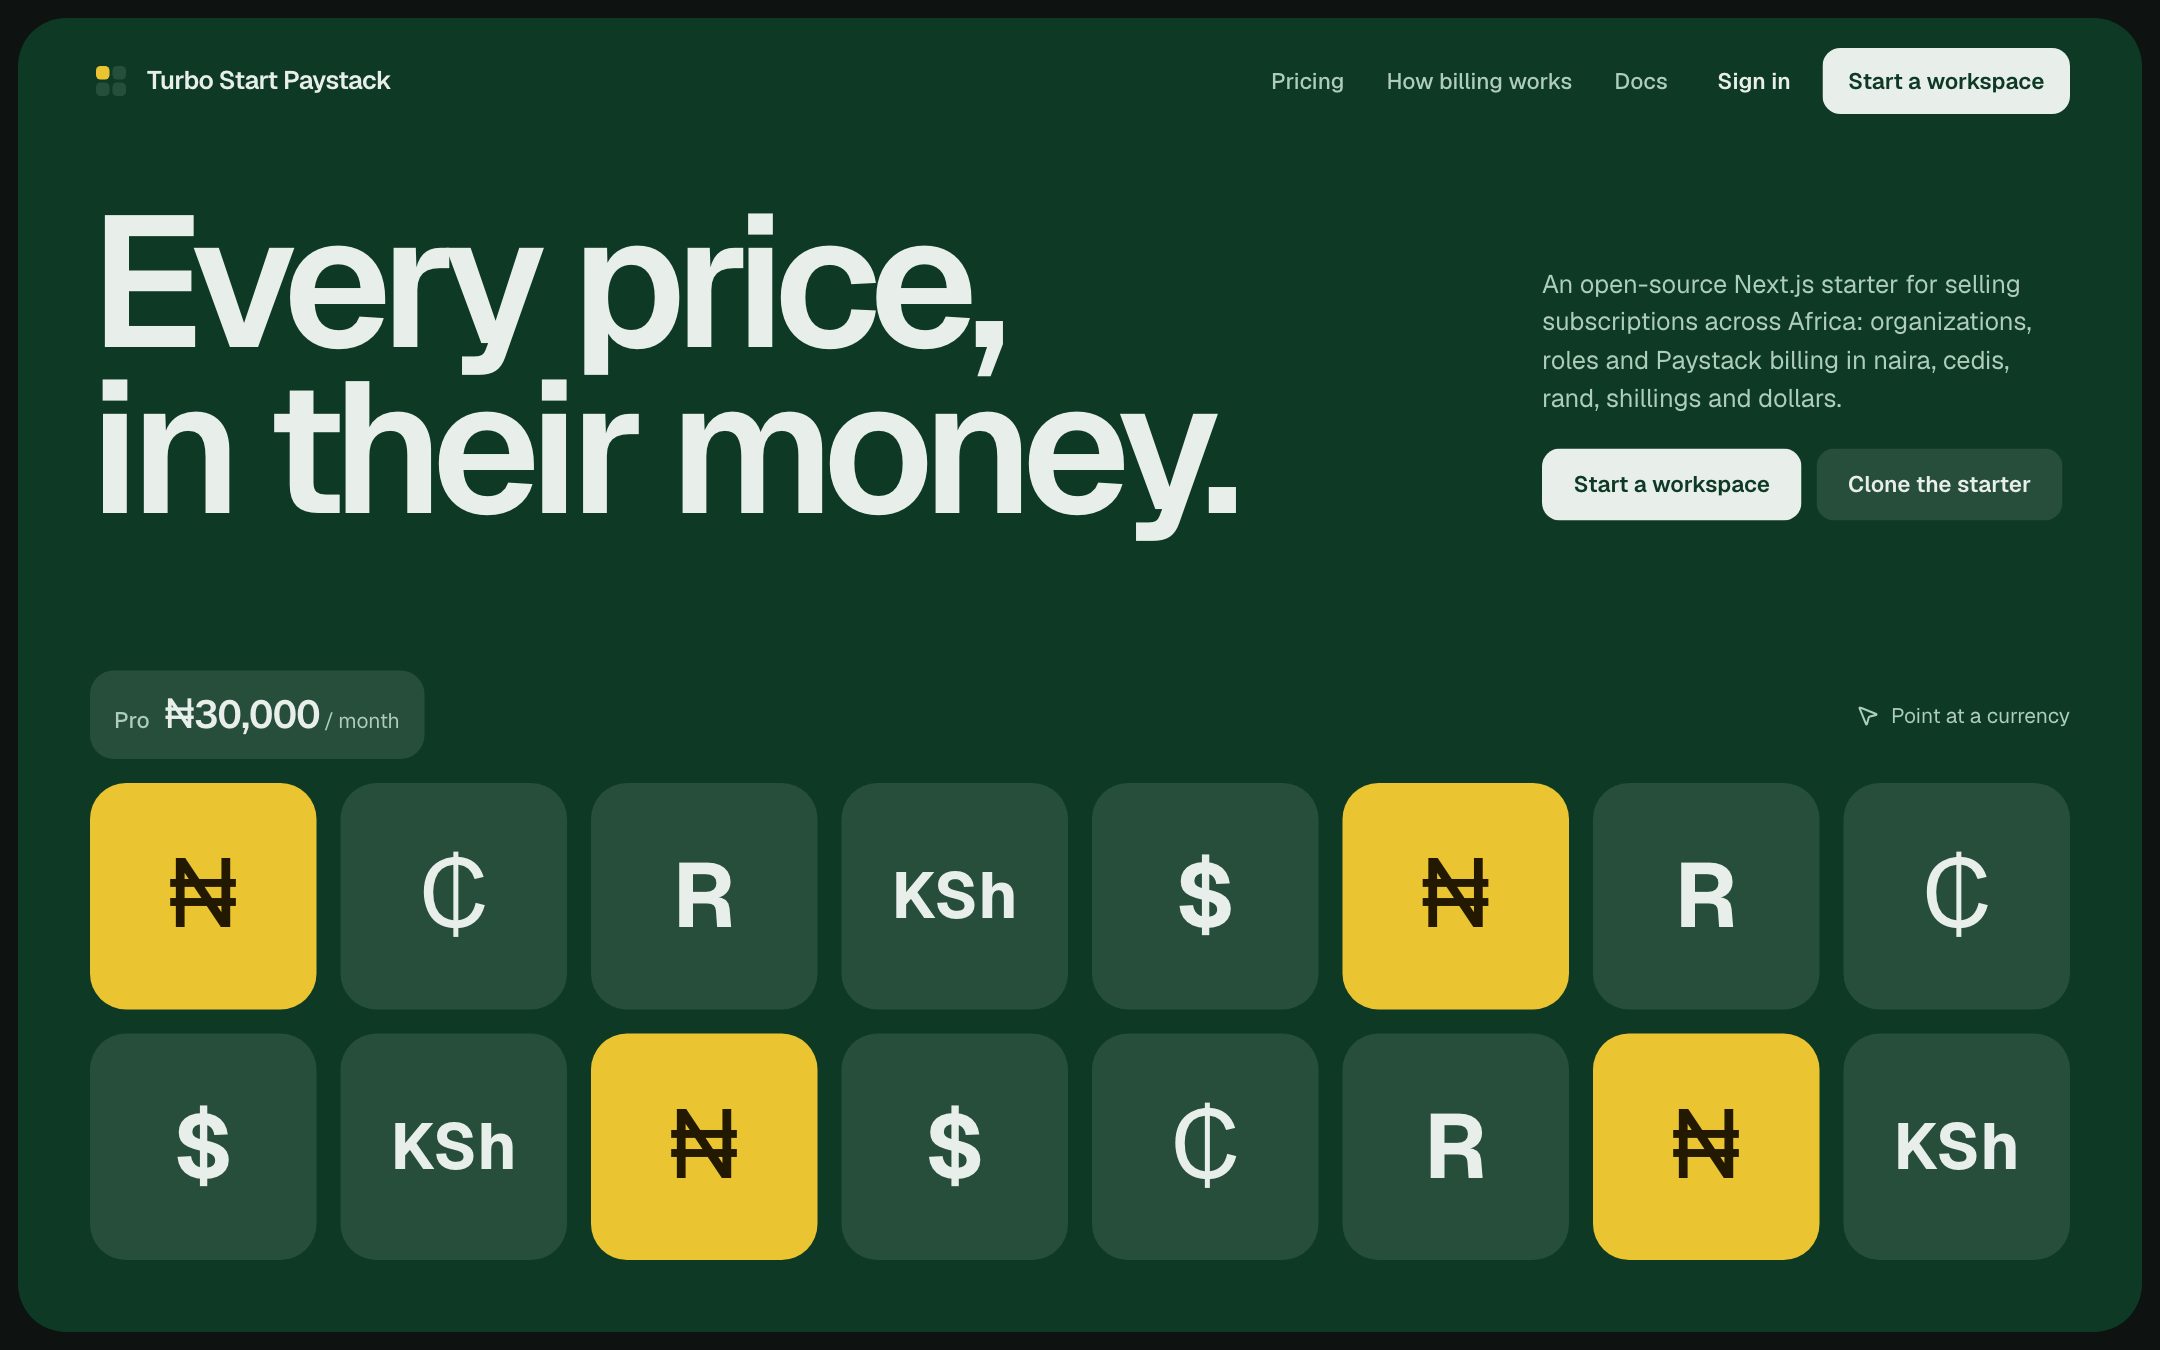 Turbo Start Paystack
Pricing
How billing works
Docs
Sign in
Start a workspace
Every price,
in their money.
An open-source Next.js starter for selling
subscriptions across Africa: organizations,
roles and Paystack billing in naira, cedis,
rand, shillings and dollars.
Start a workspace
Clone the starter
Pro ₦30,000 / month
Point at a currency
₦ ₵ R KSh $ ₦ R ₵
$ KSh ₦ $ ₵ R ₦ KSh